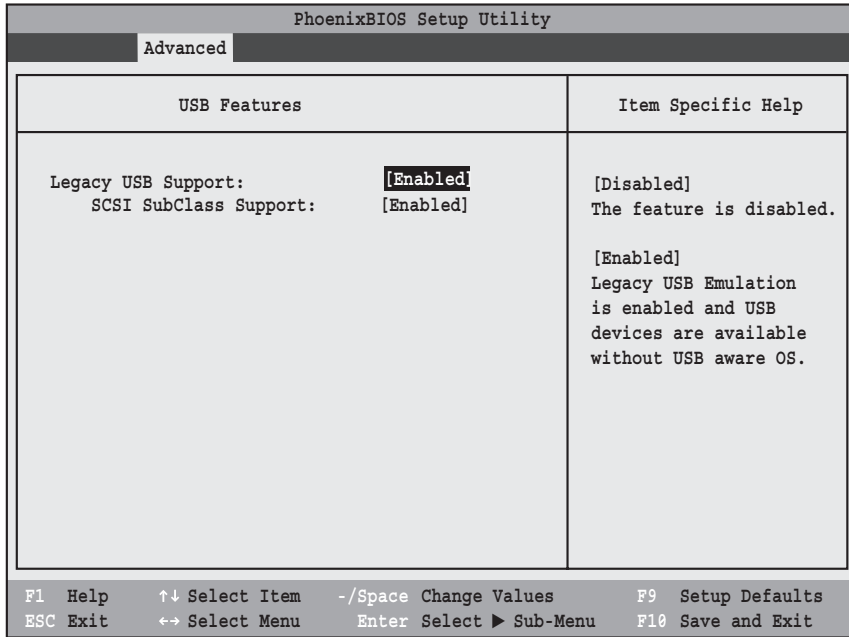 PhoenixBIOS Setup Utility
Advanced
USB Features
Legacy USB Support: [Enabled]
SCSI SubClass Support: [Enabled]
Item Specific Help
[Disabled]
The feature is disabled.
[Enabled]
Legacy USB Emulation
is enabled and USB
devices are available
without USB aware OS.
F1 Help ↑↓ Select Item -/Space Change Values F9 Setup Defaults
ESC Exit ↔ Select Menu Enter Select ▶ Sub-Menu F10 Save and Exit